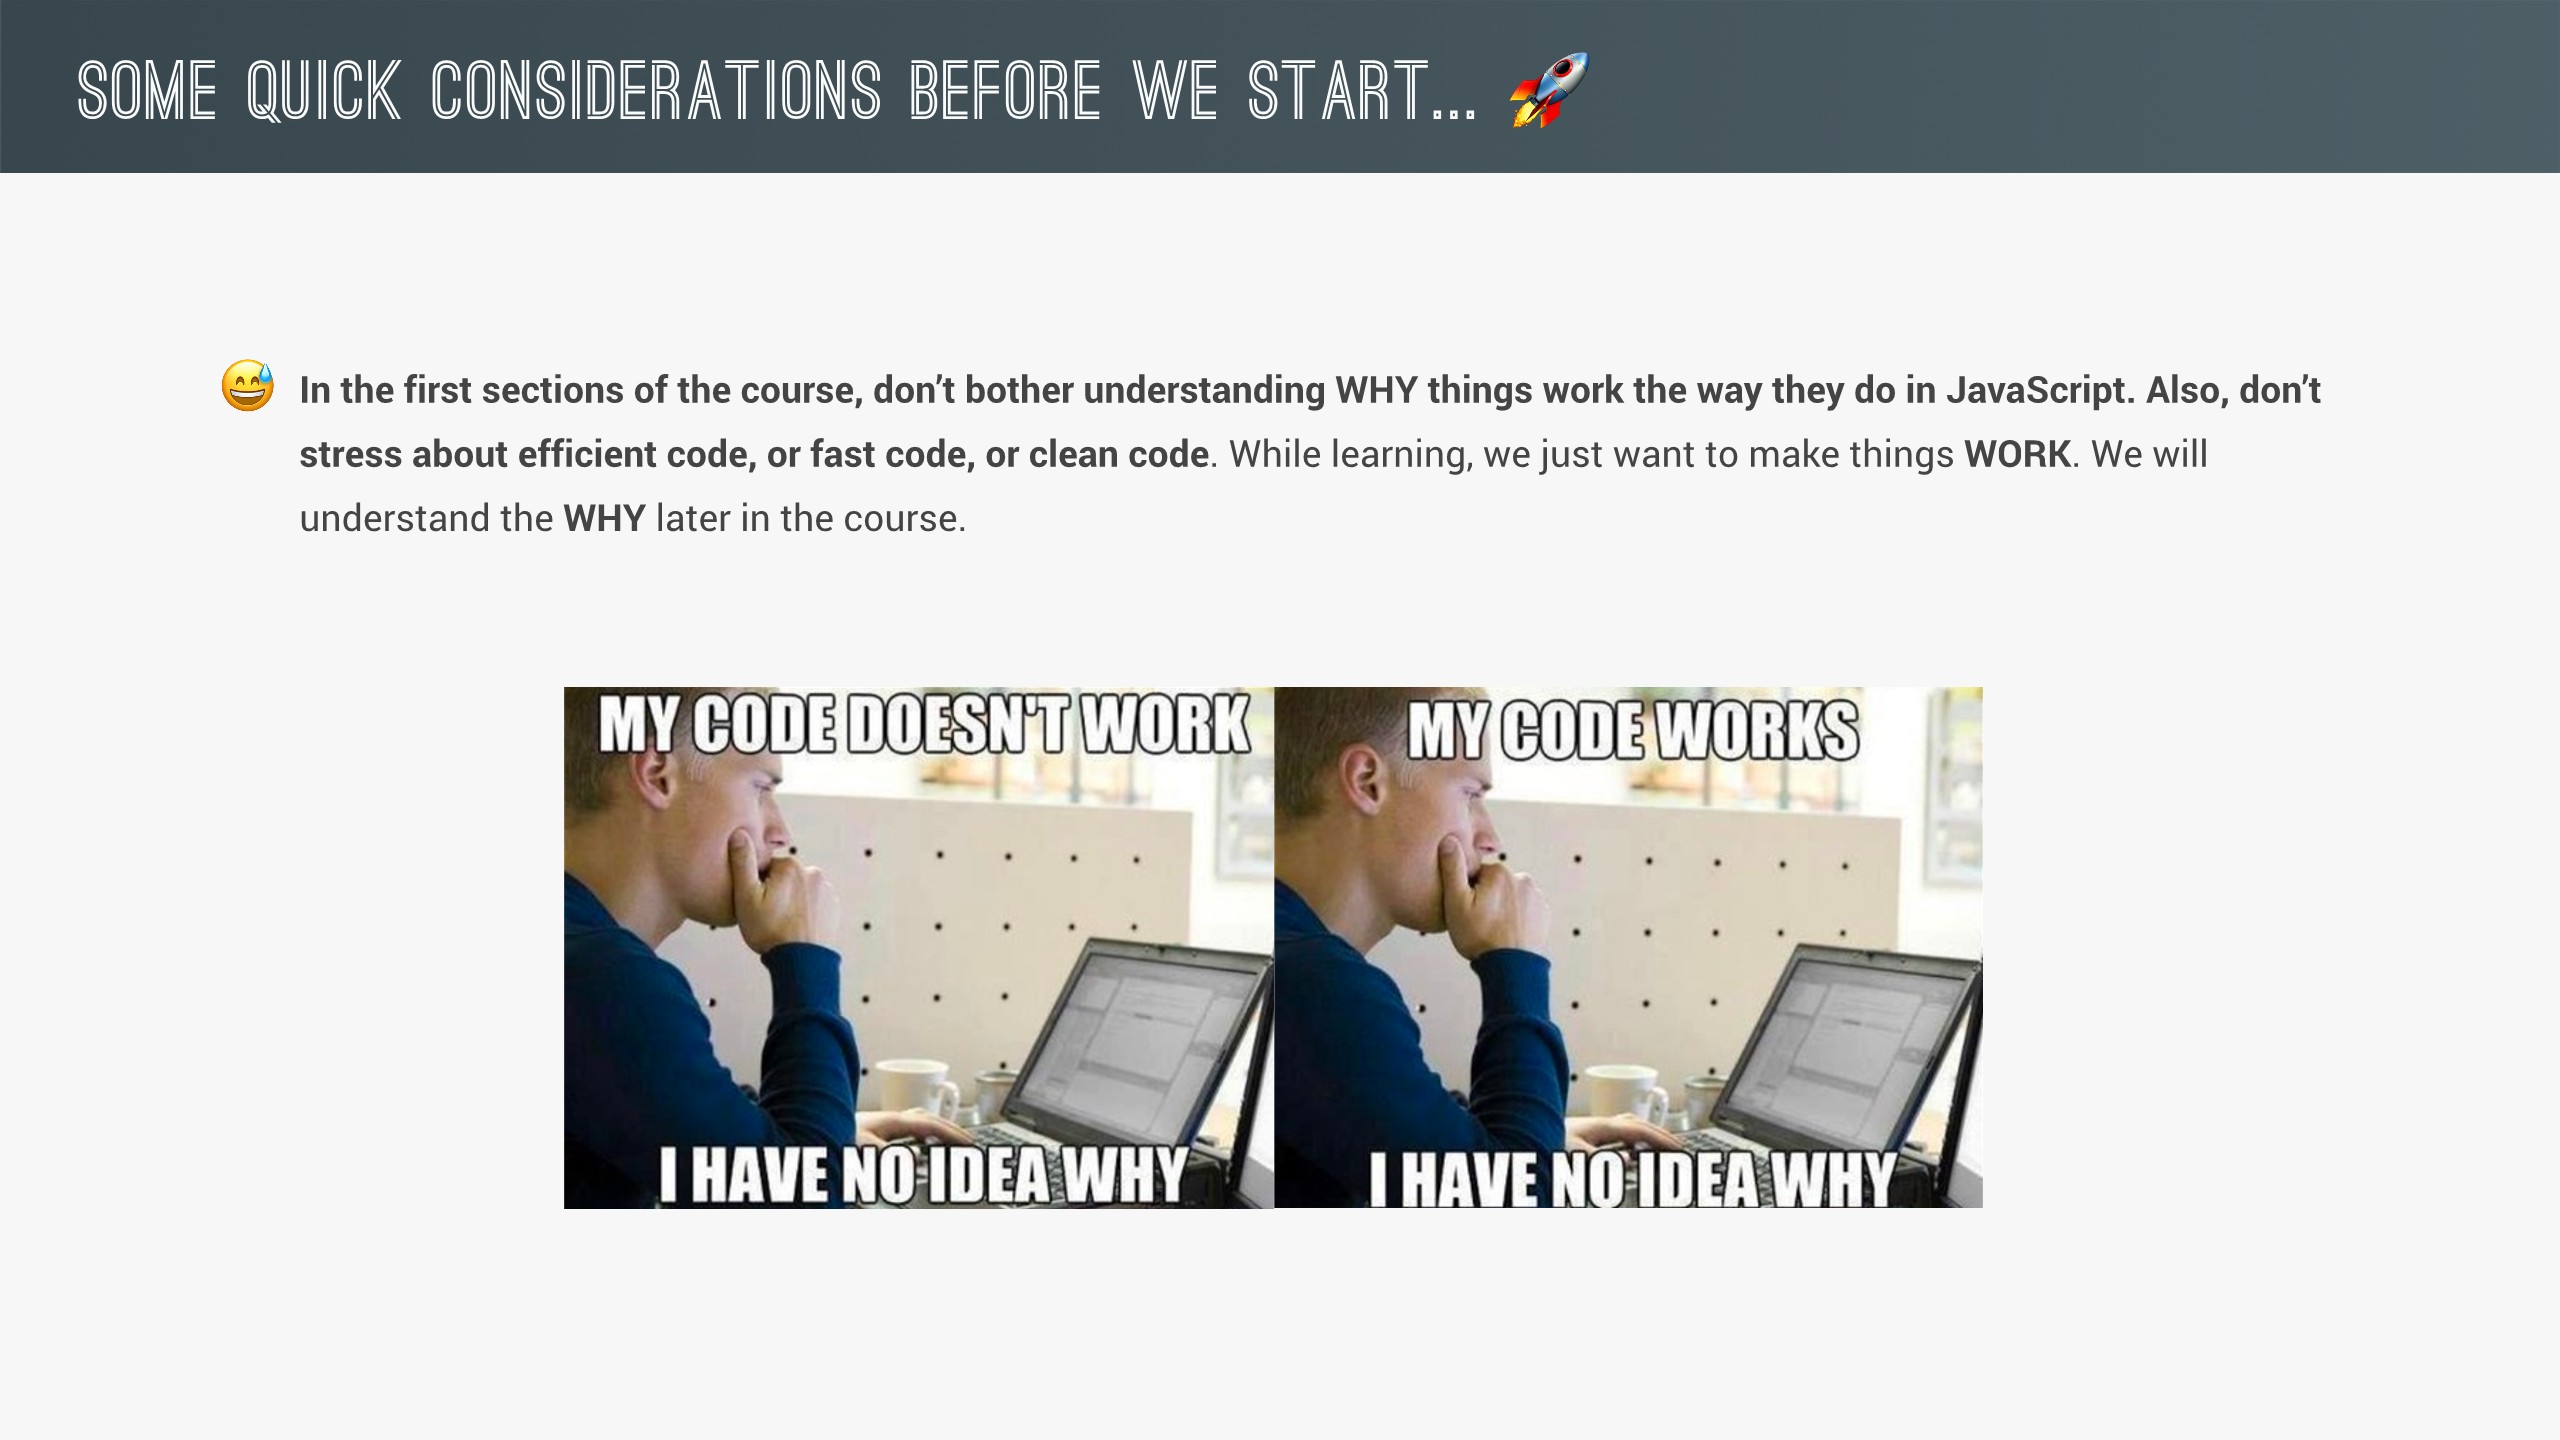 SOME QUICK CONSIDERATIONS BEFORE WE START... 🚀
😅 In the first sections of the course, don’t bother understanding WHY things work the way they do in JavaScript. Also, don’t
stress about efficient code, or fast code, or clean code. While learning, we just want to make things WORK. We will
understand the WHY later in the course.
MY CODE DOESN'T WORK
I HAVE NO IDEA WHY
MY CODE WORKS
I HAVE NO IDEA WHY